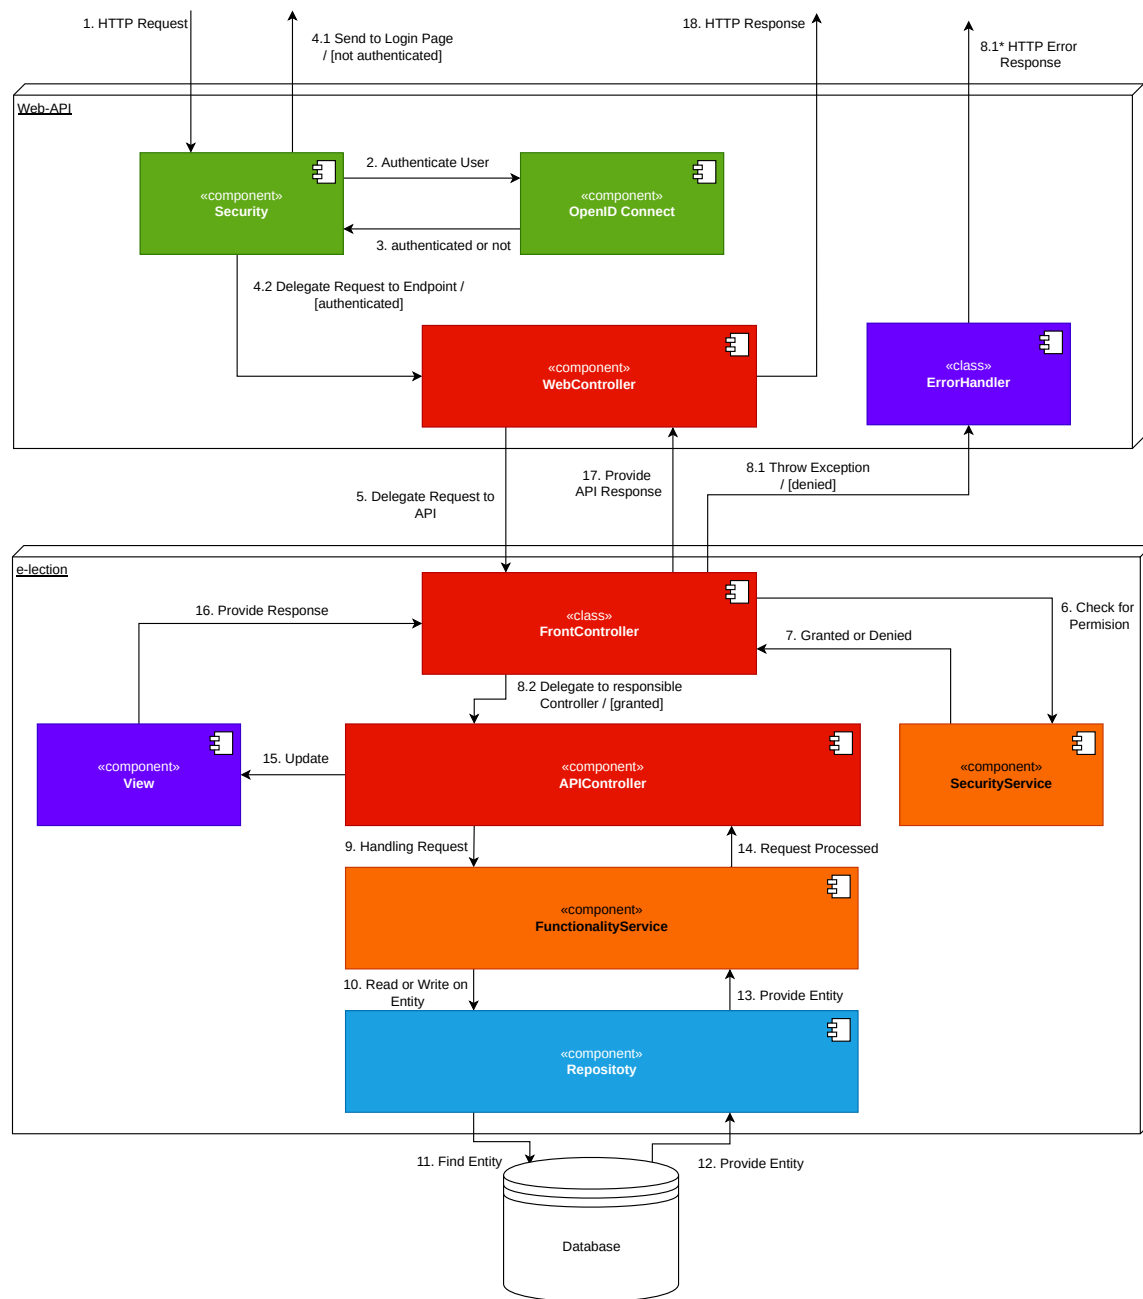 1. HTTP Request
4.1 Send to Login Page
/ [not authenticated]
18. HTTP Response
8.1* HTTP Error
Response
Web-API
«component»
Security
2. Authenticate User
3. authenticated or not
«component»
OpenID Connect
4.2 Delegate Request to Endpoint /
[authenticated]
«component»
WebController
«class»
ErrorHandler
5. Delegate Request to
API
17. Provide
API Response
8.1 Throw Exception
/ [denied]
e-lection
16. Provide Response
«class»
FrontController
6. Check for
Permision
7. Granted or Denied
8.2 Delegate to responsible
Controller / [granted]
«component»
View
15. Update
«component»
APIController
«component»
SecurityService
9. Handling Request
14. Request Processed
«component»
FunctionalityService
10. Read or Write on
Entity
13. Provide Entity
«component»
Repositoty
11. Find Entity
12. Provide Entity
Database